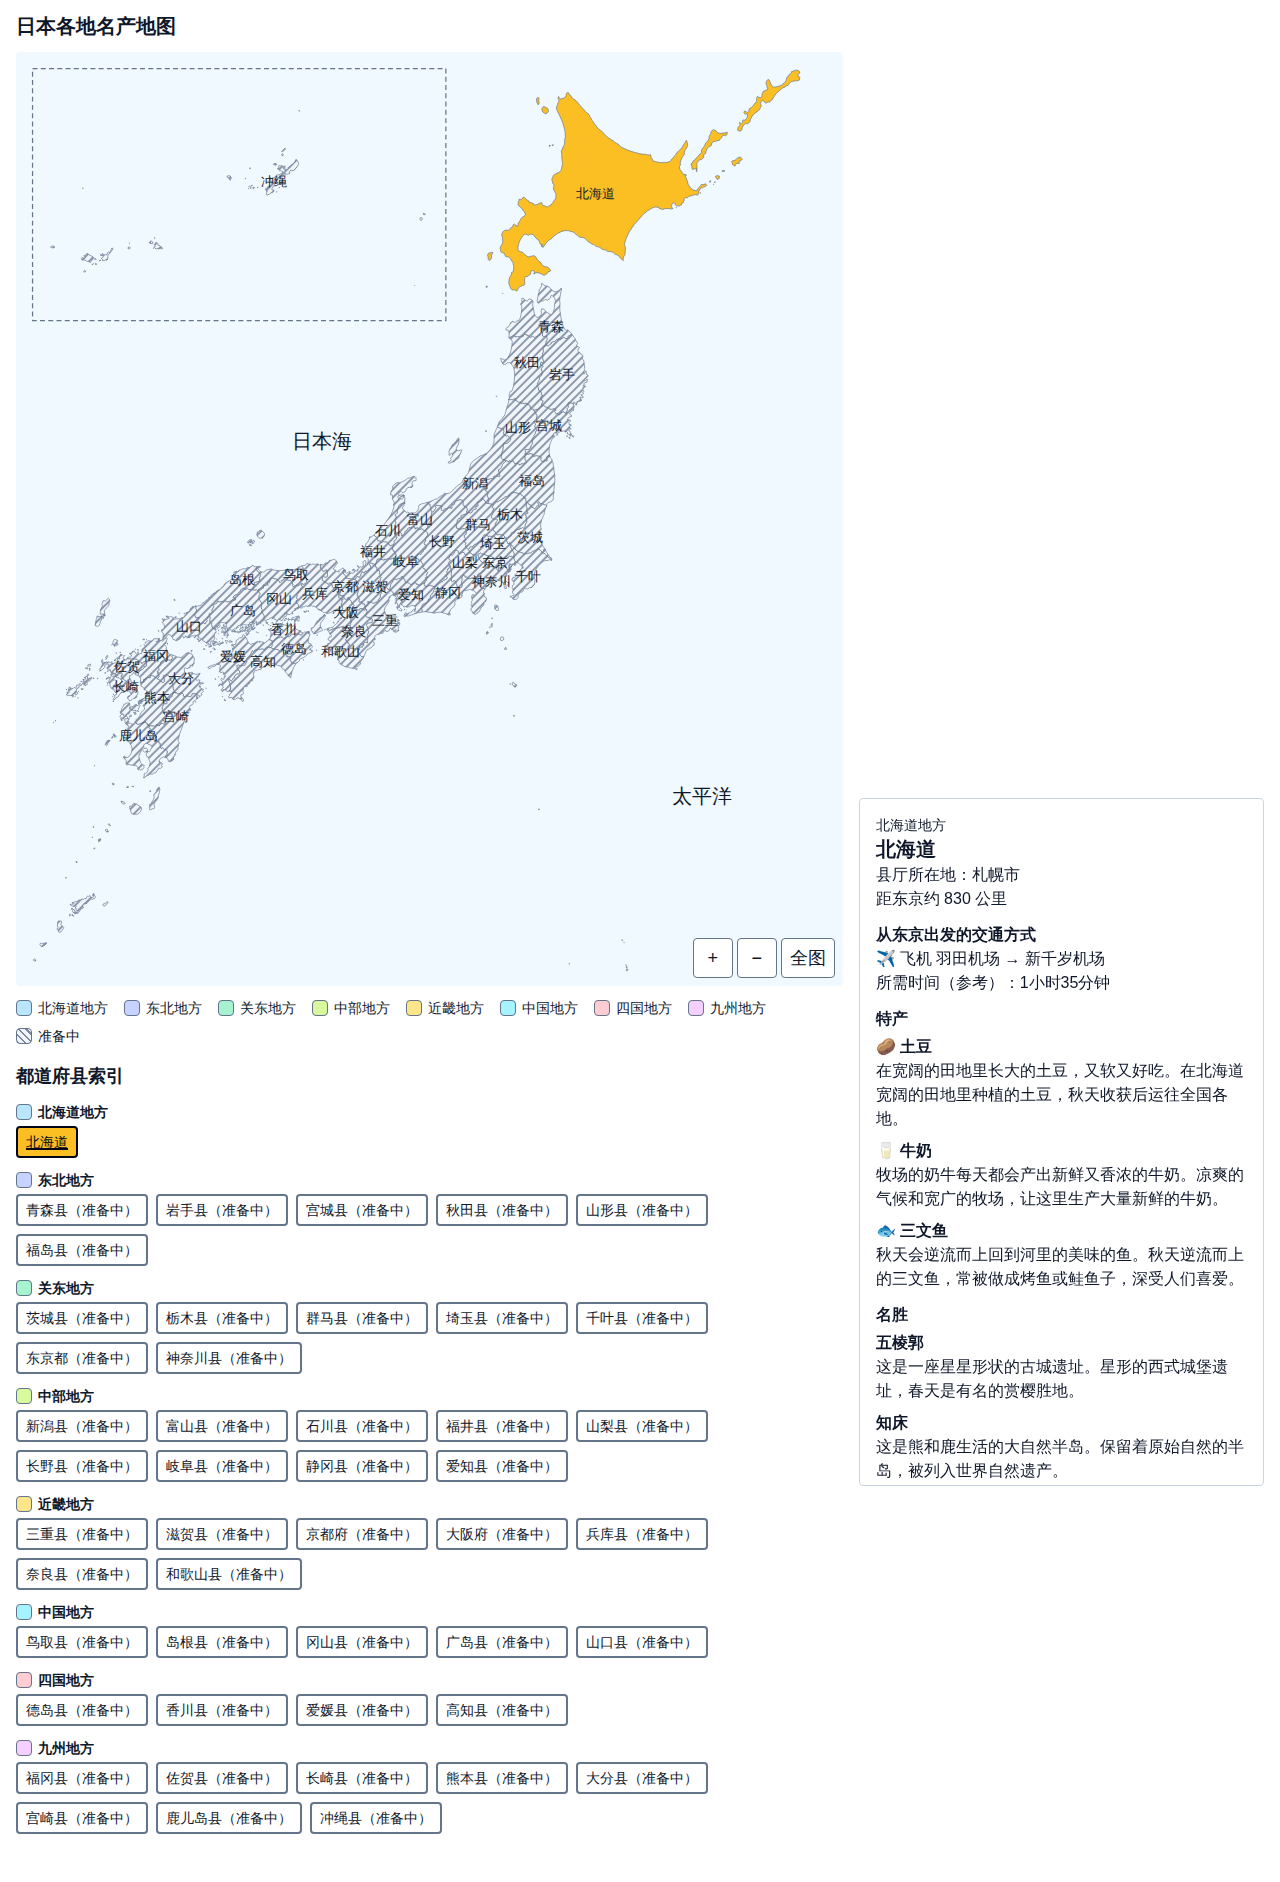 日本各地名产地图
冲绳
北海道
青森
秋田
岩手
山形
宫城
日本海
新潟
福岛
富山
石川
群马
栃木
福井
长野
埼玉
茨城
岐阜
山梨
东京
岛根
鸟取
冈山
兵库
京都
滋贺
爱知
静冈
神奈川
千叶
广岛
大阪
山口
香川
奈良
三重
福冈
佐贺
爱媛
高知
德岛
和歌山
长崎
大分
熊本
宫崎
鹿儿岛
太平洋
+
−
全图
北海道地方
东北地方
关东地方
中部地方
近畿地方
中国地方
四国地方
九州地方
准备中
都道府县索引
北海道地方
北海道
东北地方
青森县（准备中）
岩手县（准备中）
宫城县（准备中）
秋田县（准备中）
山形县（准备中）
福岛县（准备中）
关东地方
茨城县（准备中）
栃木县（准备中）
群马县（准备中）
埼玉县（准备中）
千叶县（准备中）
东京都（准备中）
神奈川县（准备中）
中部地方
新潟县（准备中）
富山县（准备中）
石川县（准备中）
福井县（准备中）
山梨县（准备中）
长野县（准备中）
岐阜县（准备中）
静冈县（准备中）
爱知县（准备中）
近畿地方
三重县（准备中）
滋贺县（准备中）
京都府（准备中）
大阪府（准备中）
兵库县（准备中）
奈良县（准备中）
和歌山县（准备中）
中国地方
鸟取县（准备中）
岛根县（准备中）
冈山县（准备中）
广岛县（准备中）
山口县（准备中）
四国地方
德岛县（准备中）
香川县（准备中）
爱媛县（准备中）
高知县（准备中）
九州地方
福冈县（准备中）
佐贺县（准备中）
长崎县（准备中）
熊本县（准备中）
大分县（准备中）
宫崎县（准备中）
鹿儿岛县（准备中）
冲绳县（准备中）
北海道地方
北海道
县厅所在地：札幌市
距东京约 830 公里
从东京出发的交通方式
✈️ 飞机 羽田机场 → 新千岁机场
所需时间（参考）：1小时35分钟
特产
🥔 土豆
在宽阔的田地里长大的土豆，又软又好吃。在北海道
宽阔的田地里种植的土豆，秋天收获后运往全国各
地。
🥛 牛奶
牧场的奶牛每天都会产出新鲜又香浓的牛奶。凉爽的
气候和宽广的牧场，让这里生产大量新鲜的牛奶。
🐟 三文鱼
秋天会逆流而上回到河里的美味的鱼。秋天逆流而上
的三文鱼，常被做成烤鱼或鲑鱼子，深受人们喜爱。
名胜
五棱郭
这是一座星星形状的古城遗址。星形的西式城堡遗
址，春天是有名的赏樱胜地。
知床
这是熊和鹿生活的大自然半岛。保留着原始自然的半
岛，被列入世界自然遗产。